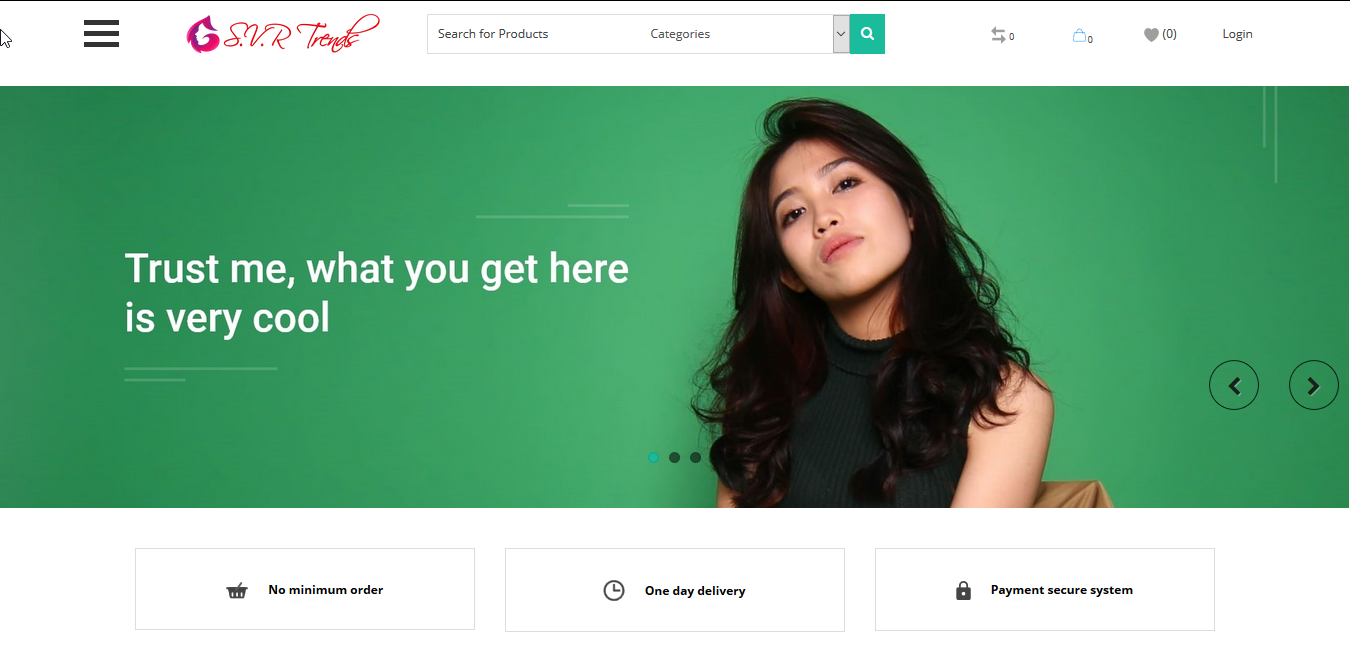 S.V.R Trends
Search for Products
Categories
0
0
(0)
Login
Trust me, what you get here
is very cool
No minimum order
One day delivery
Payment secure system